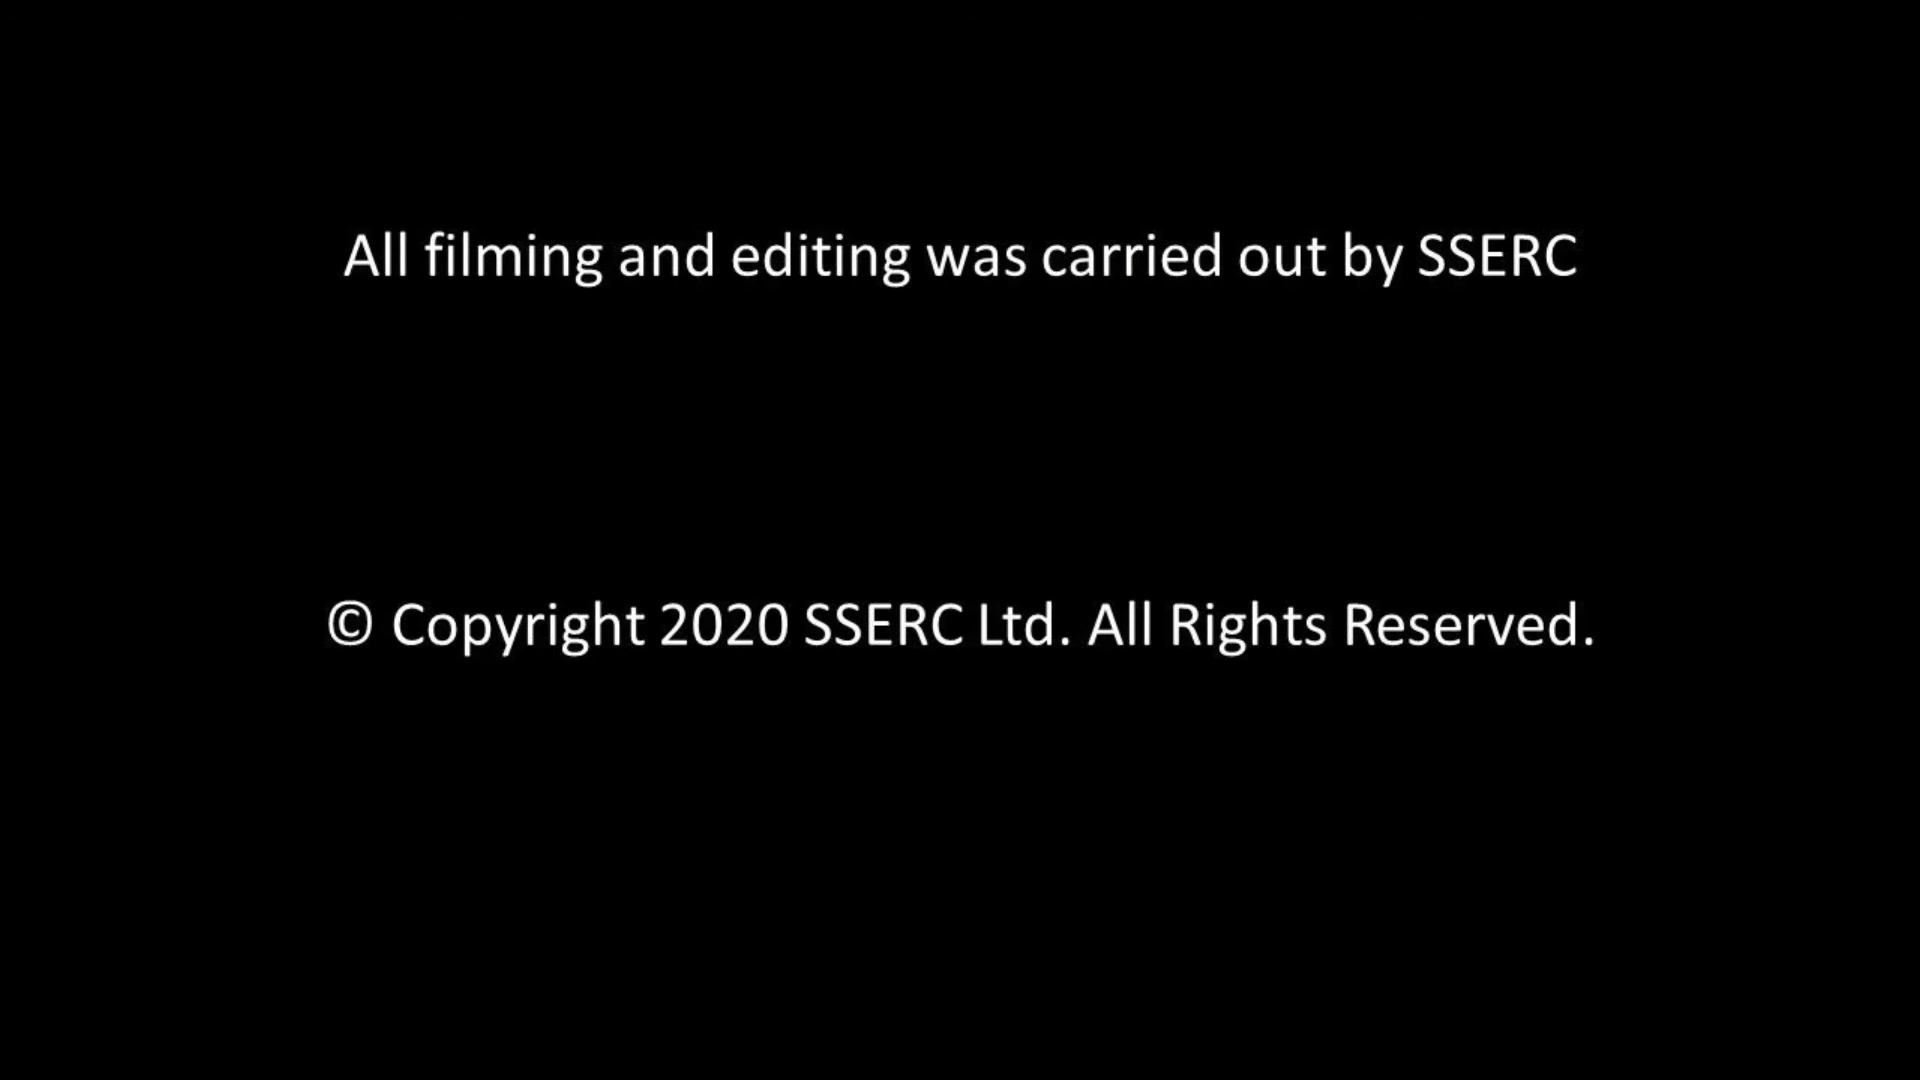 All filming and editing was carried out by SSERC
© Copyright 2020 SSERC Ltd. All Rights Reserved.